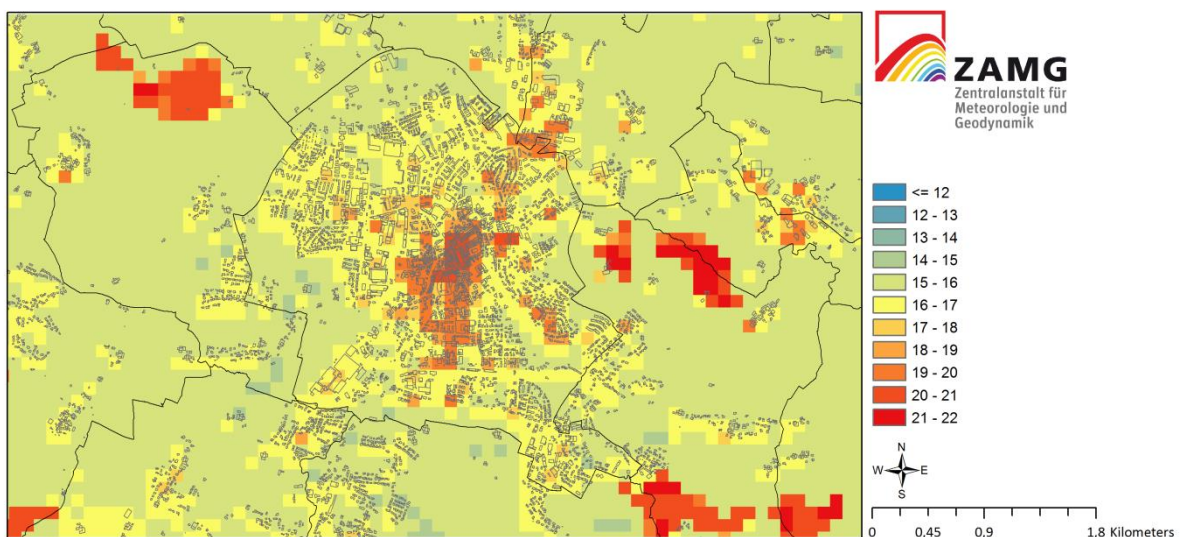 ZAMG
Zentralanstalt für
Meteorologie und
Geodynamik
<= 12
12 - 13
13 - 14
14 - 15
15 - 16
16 - 17
17 - 18
18 - 19
19 - 20
20 - 21
21 - 22
N
W E
S
0 0.45 0.9 1.8 Kilometers